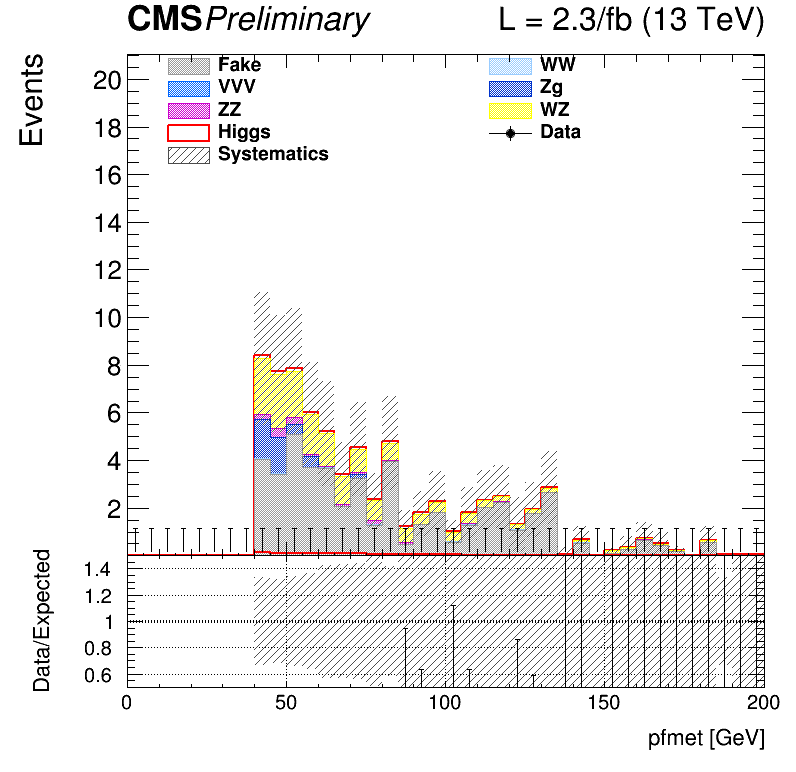 CMS Preliminary L = 2.3/fb (13 TeV)
Events
20
18
16
14
12
10
8
6
4
2
Fake WW
VVV Zg
ZZ WZ
Higgs Data
Systematics
Data/Expected
1.4
1.2
1
0.8
0.6
0 50 100 150 200
pfmet [GeV]